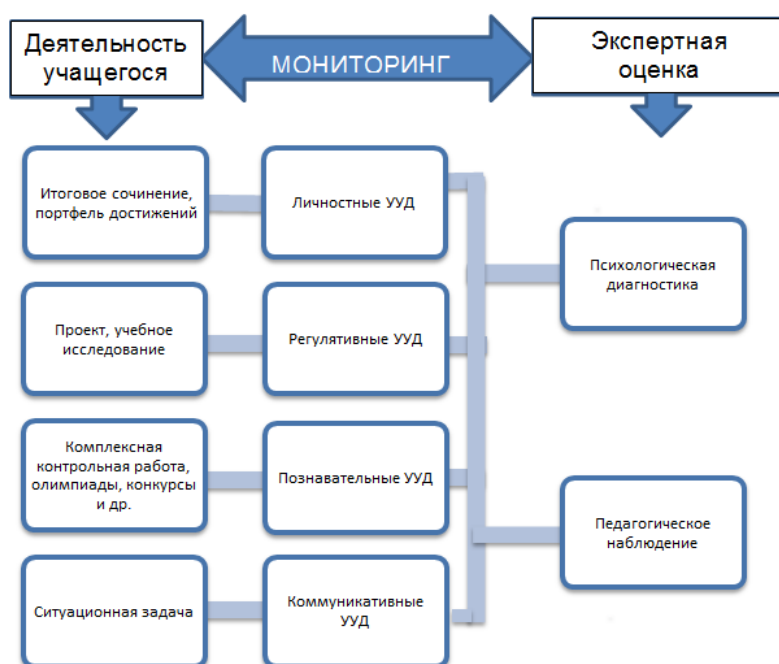 Деятельность
учащегося
МОНИТОРИНГ
Экспертная
оценка
Итоговое сочинение,
портфель достижений
Личностные УУД
Психологическая
диагностика
Проект, учебное
исследование
Регулятивные УУД
Комплексная
контрольная работа,
олимпиады, конкурсы
и др.
Познавательные УУД
Педагогическое
наблюдение
Ситуационная задача
Коммуникативные
УУД